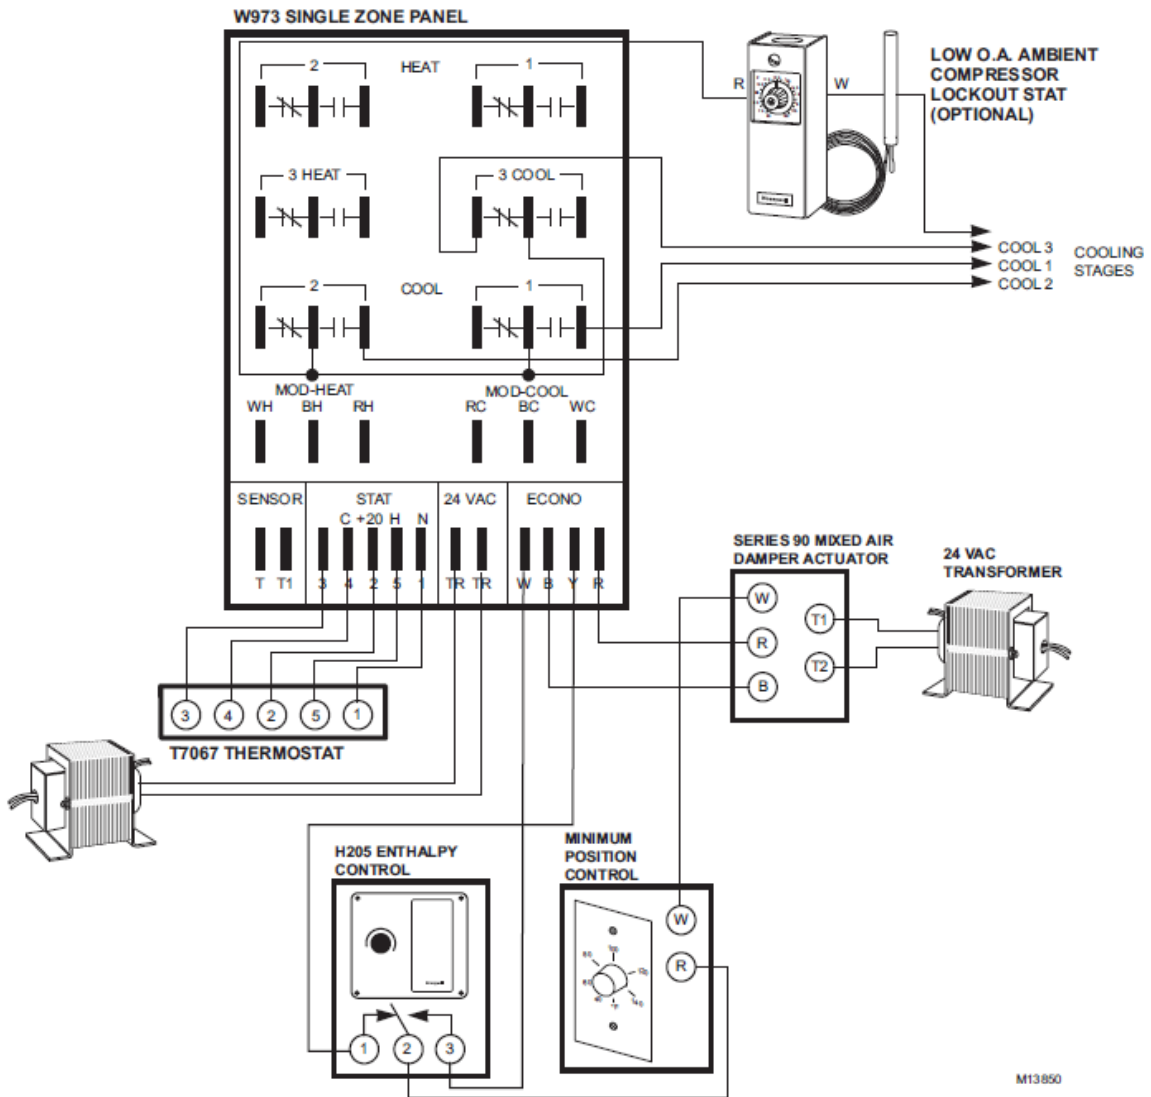 W973 SINGLE ZONE PANEL
2 HEAT 1
3 HEAT 3 COOL
2 COOL 1
MOD-HEAT MOD-COOL
WH BH RH RC BC WC
SENSOR STAT 24 VAC ECONO
C +20 H N
T T1 3 4 2 5 1 TR TR W B Y R
R W
LOW O.A. AMBIENT
COMPRESSOR
LOCKOUT STAT
(OPTIONAL)
COOL 3
COOL 1
COOL 2
COOLING
STAGES
SERIES 90 MIXED AIR
DAMPER ACTUATOR
W
R
B
T1
T2
24 VAC
TRANSFORMER
3 4 2 5 1
T7067 THERMOSTAT
H205 ENTHALPY
CONTROL
1 2 3
MINIMUM
POSITION
CONTROL
W
R
100
120
140
°F
M13850